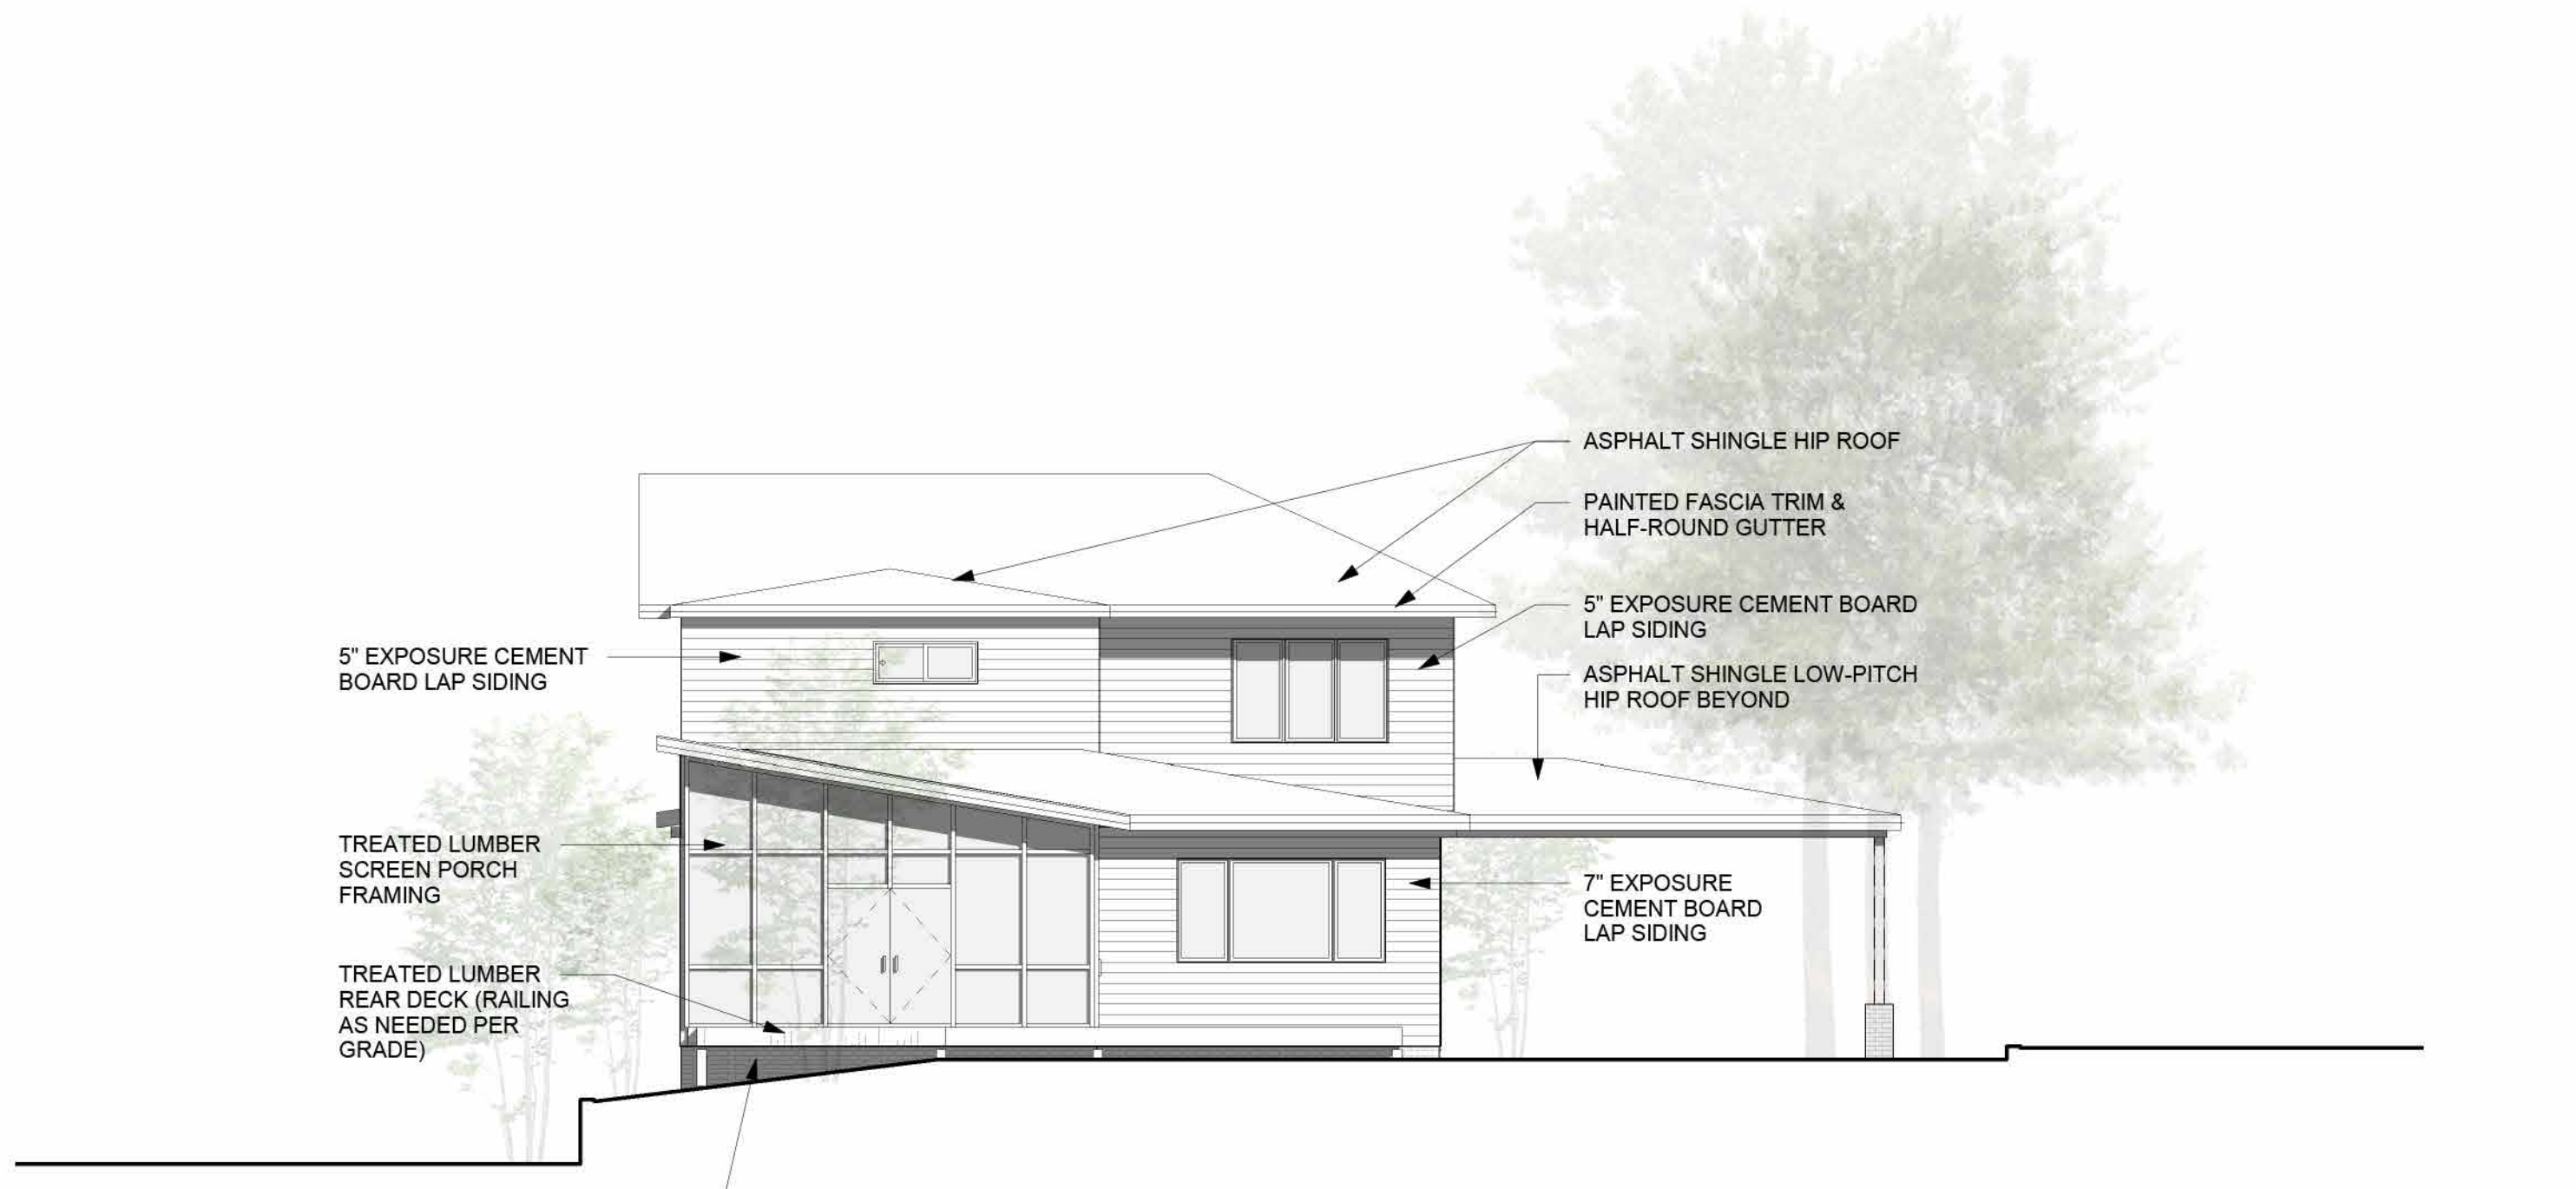 ASPHALT SHINGLE HIP ROOF
PAINTED FASCIA TRIM &
HALF-ROUND GUTTER
5" EXPOSURE CEMENT BOARD
LAP SIDING
ASPHALT SHINGLE LOW-PITCH
HIP ROOF BEYOND
7" EXPOSURE
CEMENT BOARD
LAP SIDING
5" EXPOSURE CEMENT
BOARD LAP SIDING
TREATED LUMBER
SCREEN PORCH
FRAMING
TREATED LUMBER
REAR DECK (RAILING
AS NEEDED PER
GRADE)